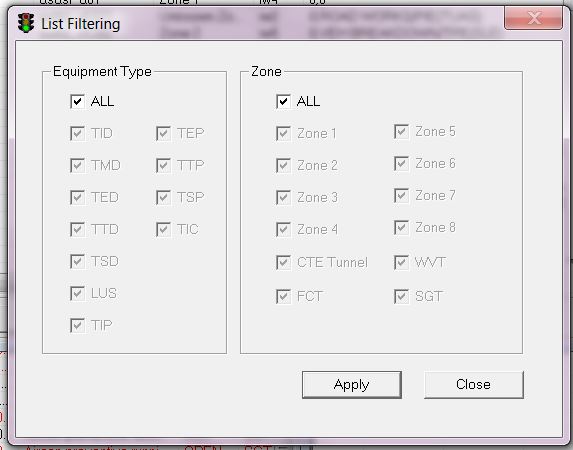 List Filtering
Equipment Type
ALL
TID
TEP
TMD
TTP
TED
TSP
TTD
TIC
TSD
LUS
TIP
Zone
ALL
Zone 1
Zone 5
Zone 2
Zone 6
Zone 3
Zone 7
Zone 4
Zone 8
CTE Tunnel
WVT
FCT
SGT
Apply
Close